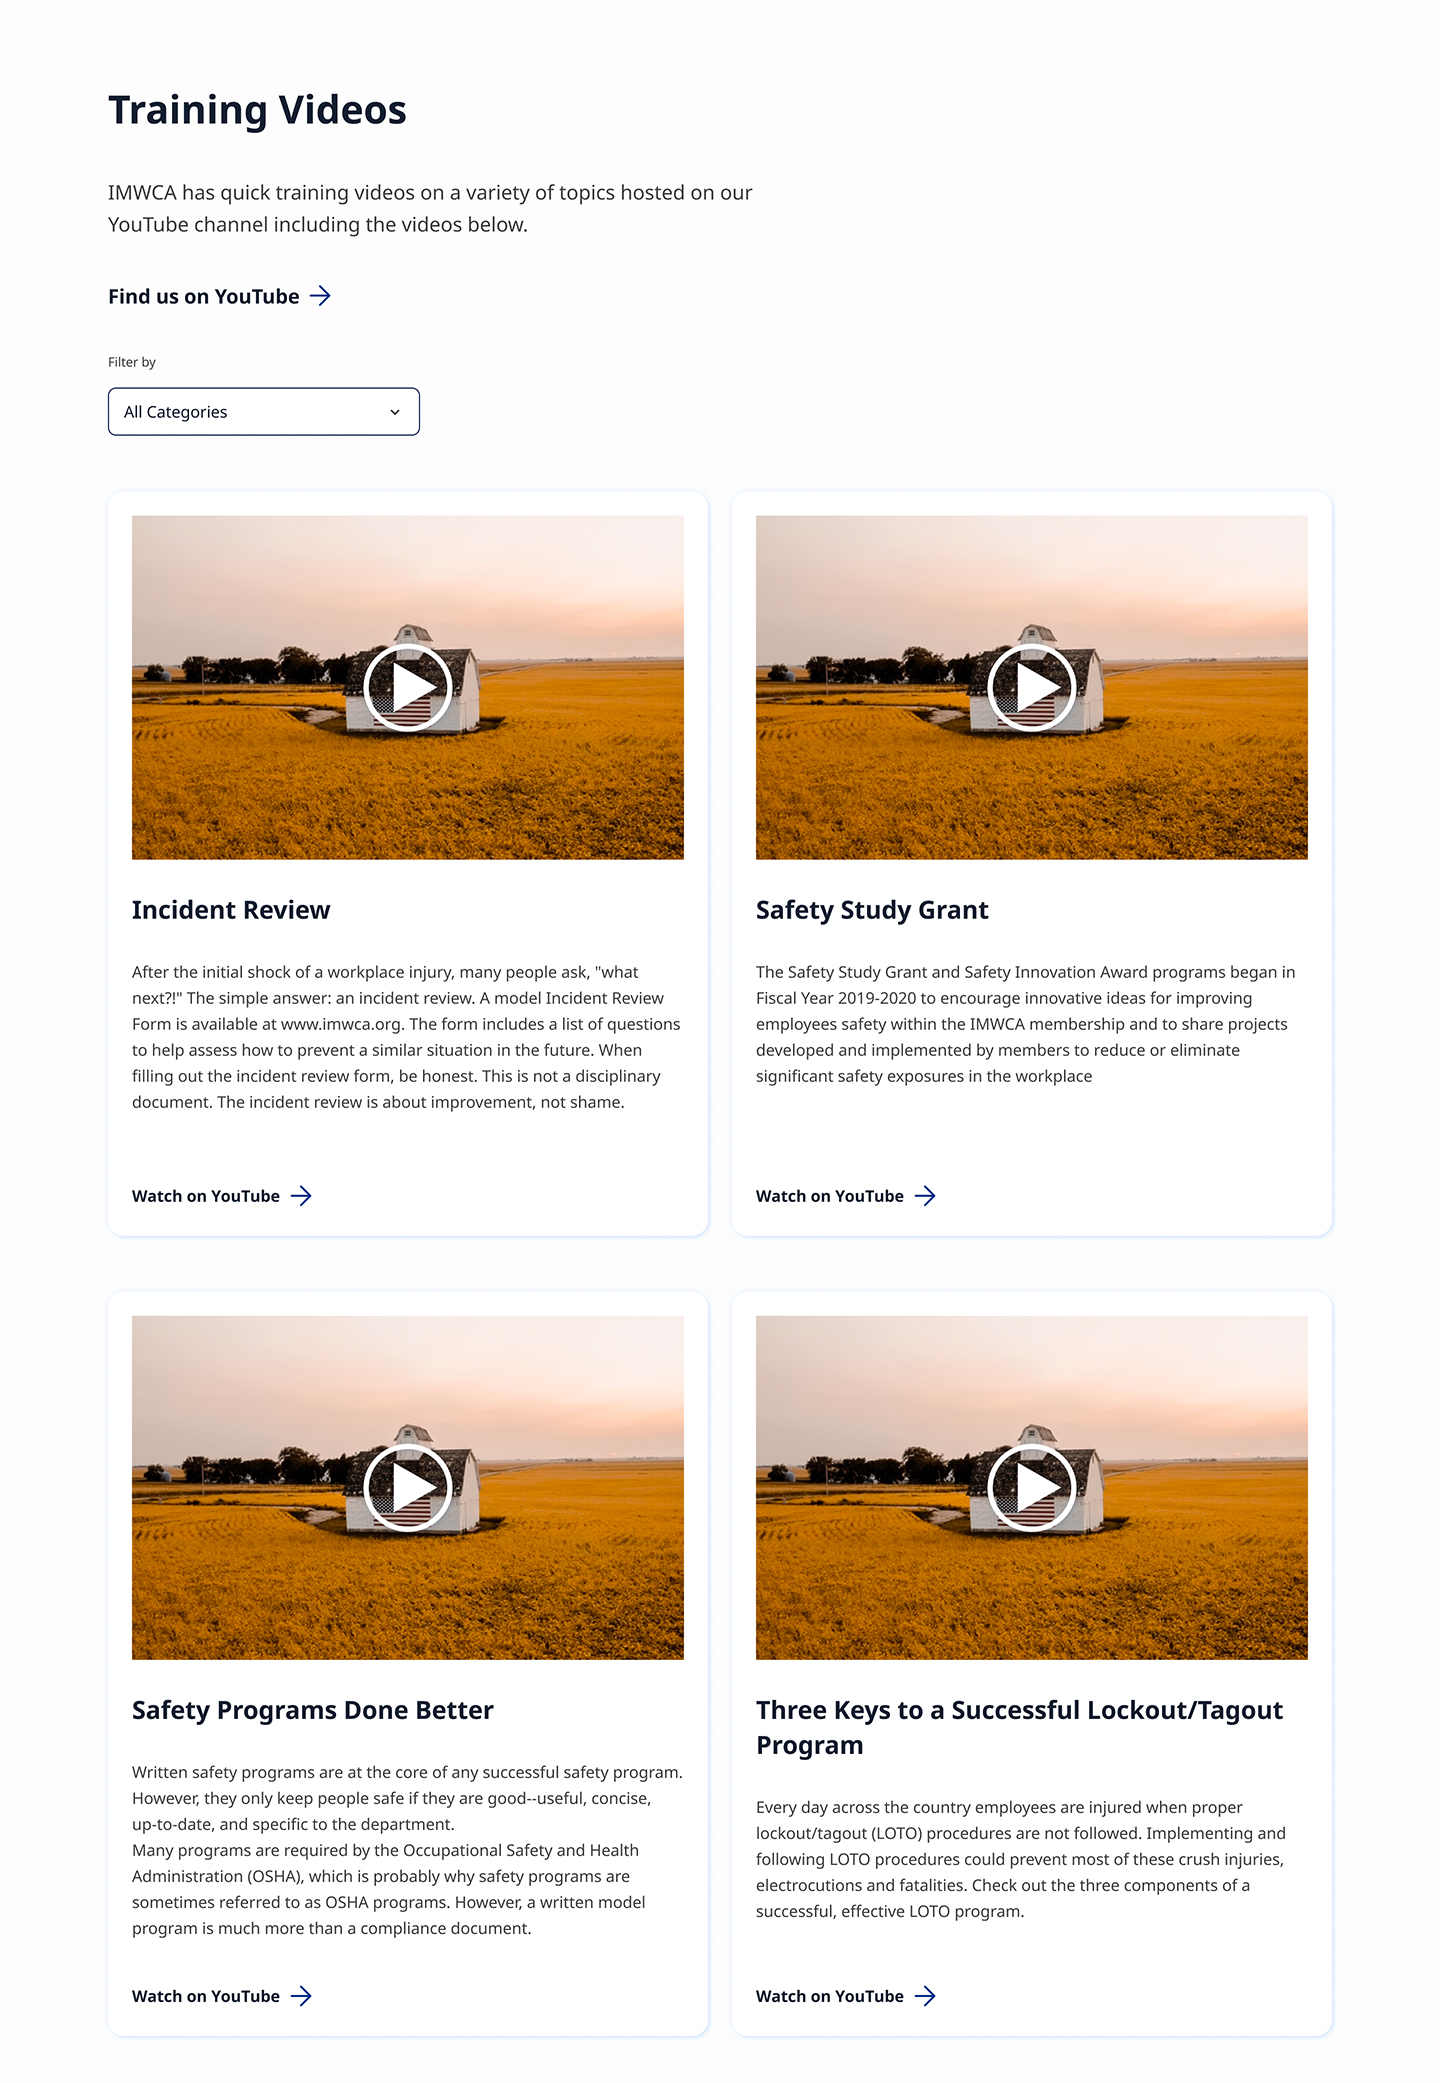 Training Videos
IMWCA has quick training videos on a variety of topics hosted on our
YouTube channel including the videos below.
Find us on YouTube
Filter by
All Categories
Incident Review
After the initial shock of a workplace injury, many people ask, "what
next?!" The simple answer: an incident review. A model Incident Review
Form is available at www.imwca.org. The form includes a list of questions
to help assess how to prevent a similar situation in the future. When
filling out the incident review form, be honest. This is not a disciplinary
document. The incident review is about improvement, not shame.
Watch on YouTube
Safety Study Grant
The Safety Study Grant and Safety Innovation Award programs began in
Fiscal Year 2019-2020 to encourage innovative ideas for improving
employees safety within the IMWCA membership and to share projects
developed and implemented by members to reduce or eliminate
significant safety exposures in the workplace
Watch on YouTube
Safety Programs Done Better
Written safety programs are at the core of any successful safety program.
However, they only keep people safe if they are good--useful, concise,
up-to-date, and specific to the department.
Many programs are required by the Occupational Safety and Health
Administration (OSHA), which is probably why safety programs are
sometimes referred to as OSHA programs. However, a written model
program is much more than a compliance document.
Watch on YouTube
Three Keys to a Successful Lockout/Tagout
Program
Every day across the country employees are injured when proper
lockout/tagout (LOTO) procedures are not followed. Implementing and
following LOTO procedures could prevent most of these crush injuries,
electrocutions and fatalities. Check out the three components of a
successful, effective LOTO program.
Watch on YouTube